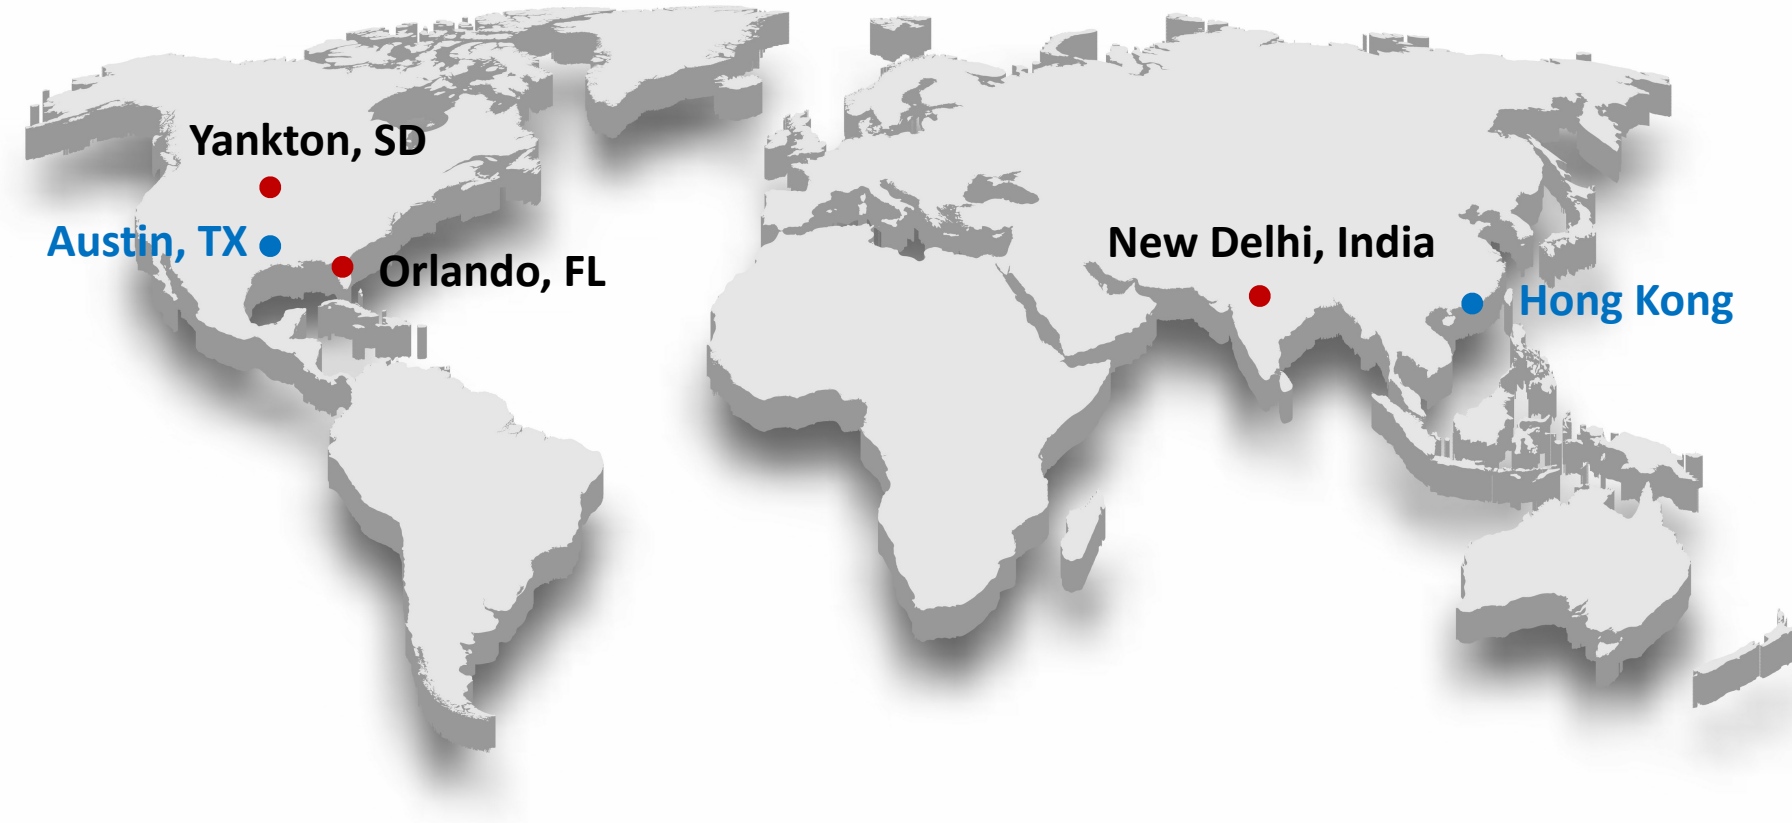 Yankton, SD
Austin, TX
Orlando, FL
New Delhi, India
Hong Kong